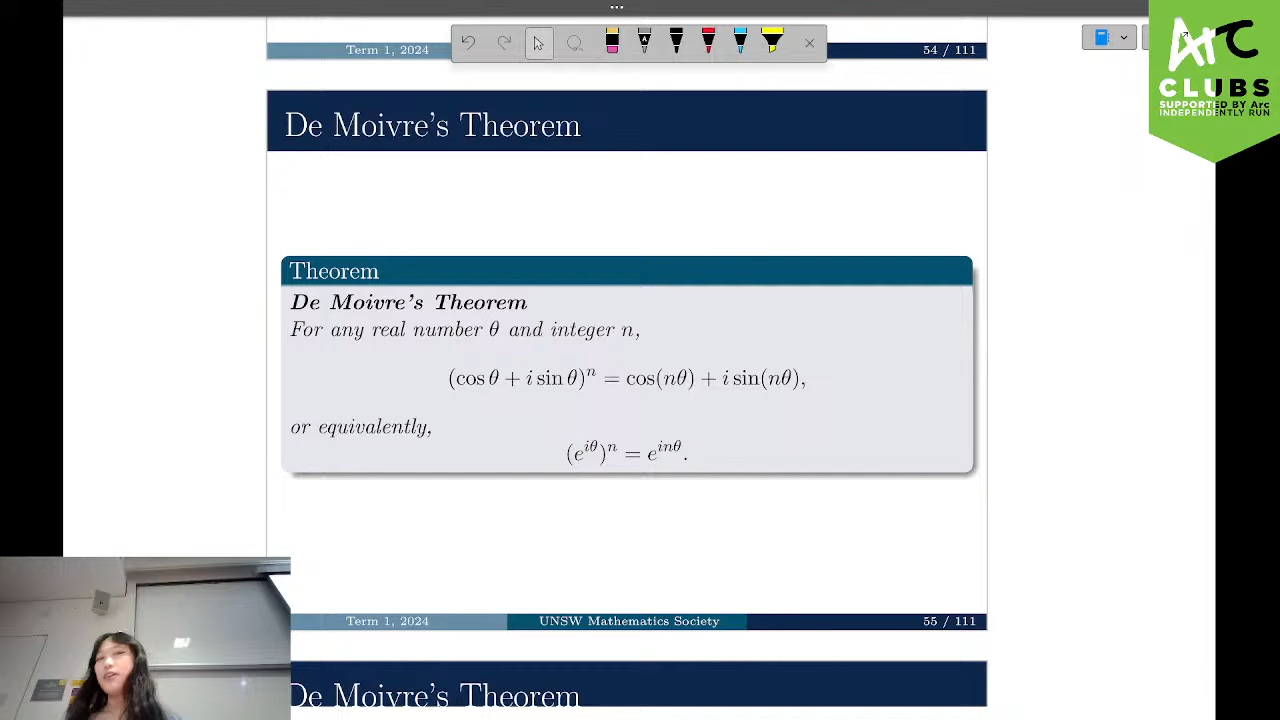 Term 1, 2024
54 / 111
ArC
CLUBS
SUPPORTED BY Arc
INDEPENDENTLY RUN
De Moivre's Theorem
Theorem
De Moivre's Theorem
For any real number θ and integer n,
(cos θ + i sin θ)ⁿ = cos(nθ) + i sin(nθ),
or equivalently,
(e^{iθ})ⁿ = e^{inθ}.
Term 1, 2024
UNSW Mathematics Society
55 / 111
De Moivre's Theorem